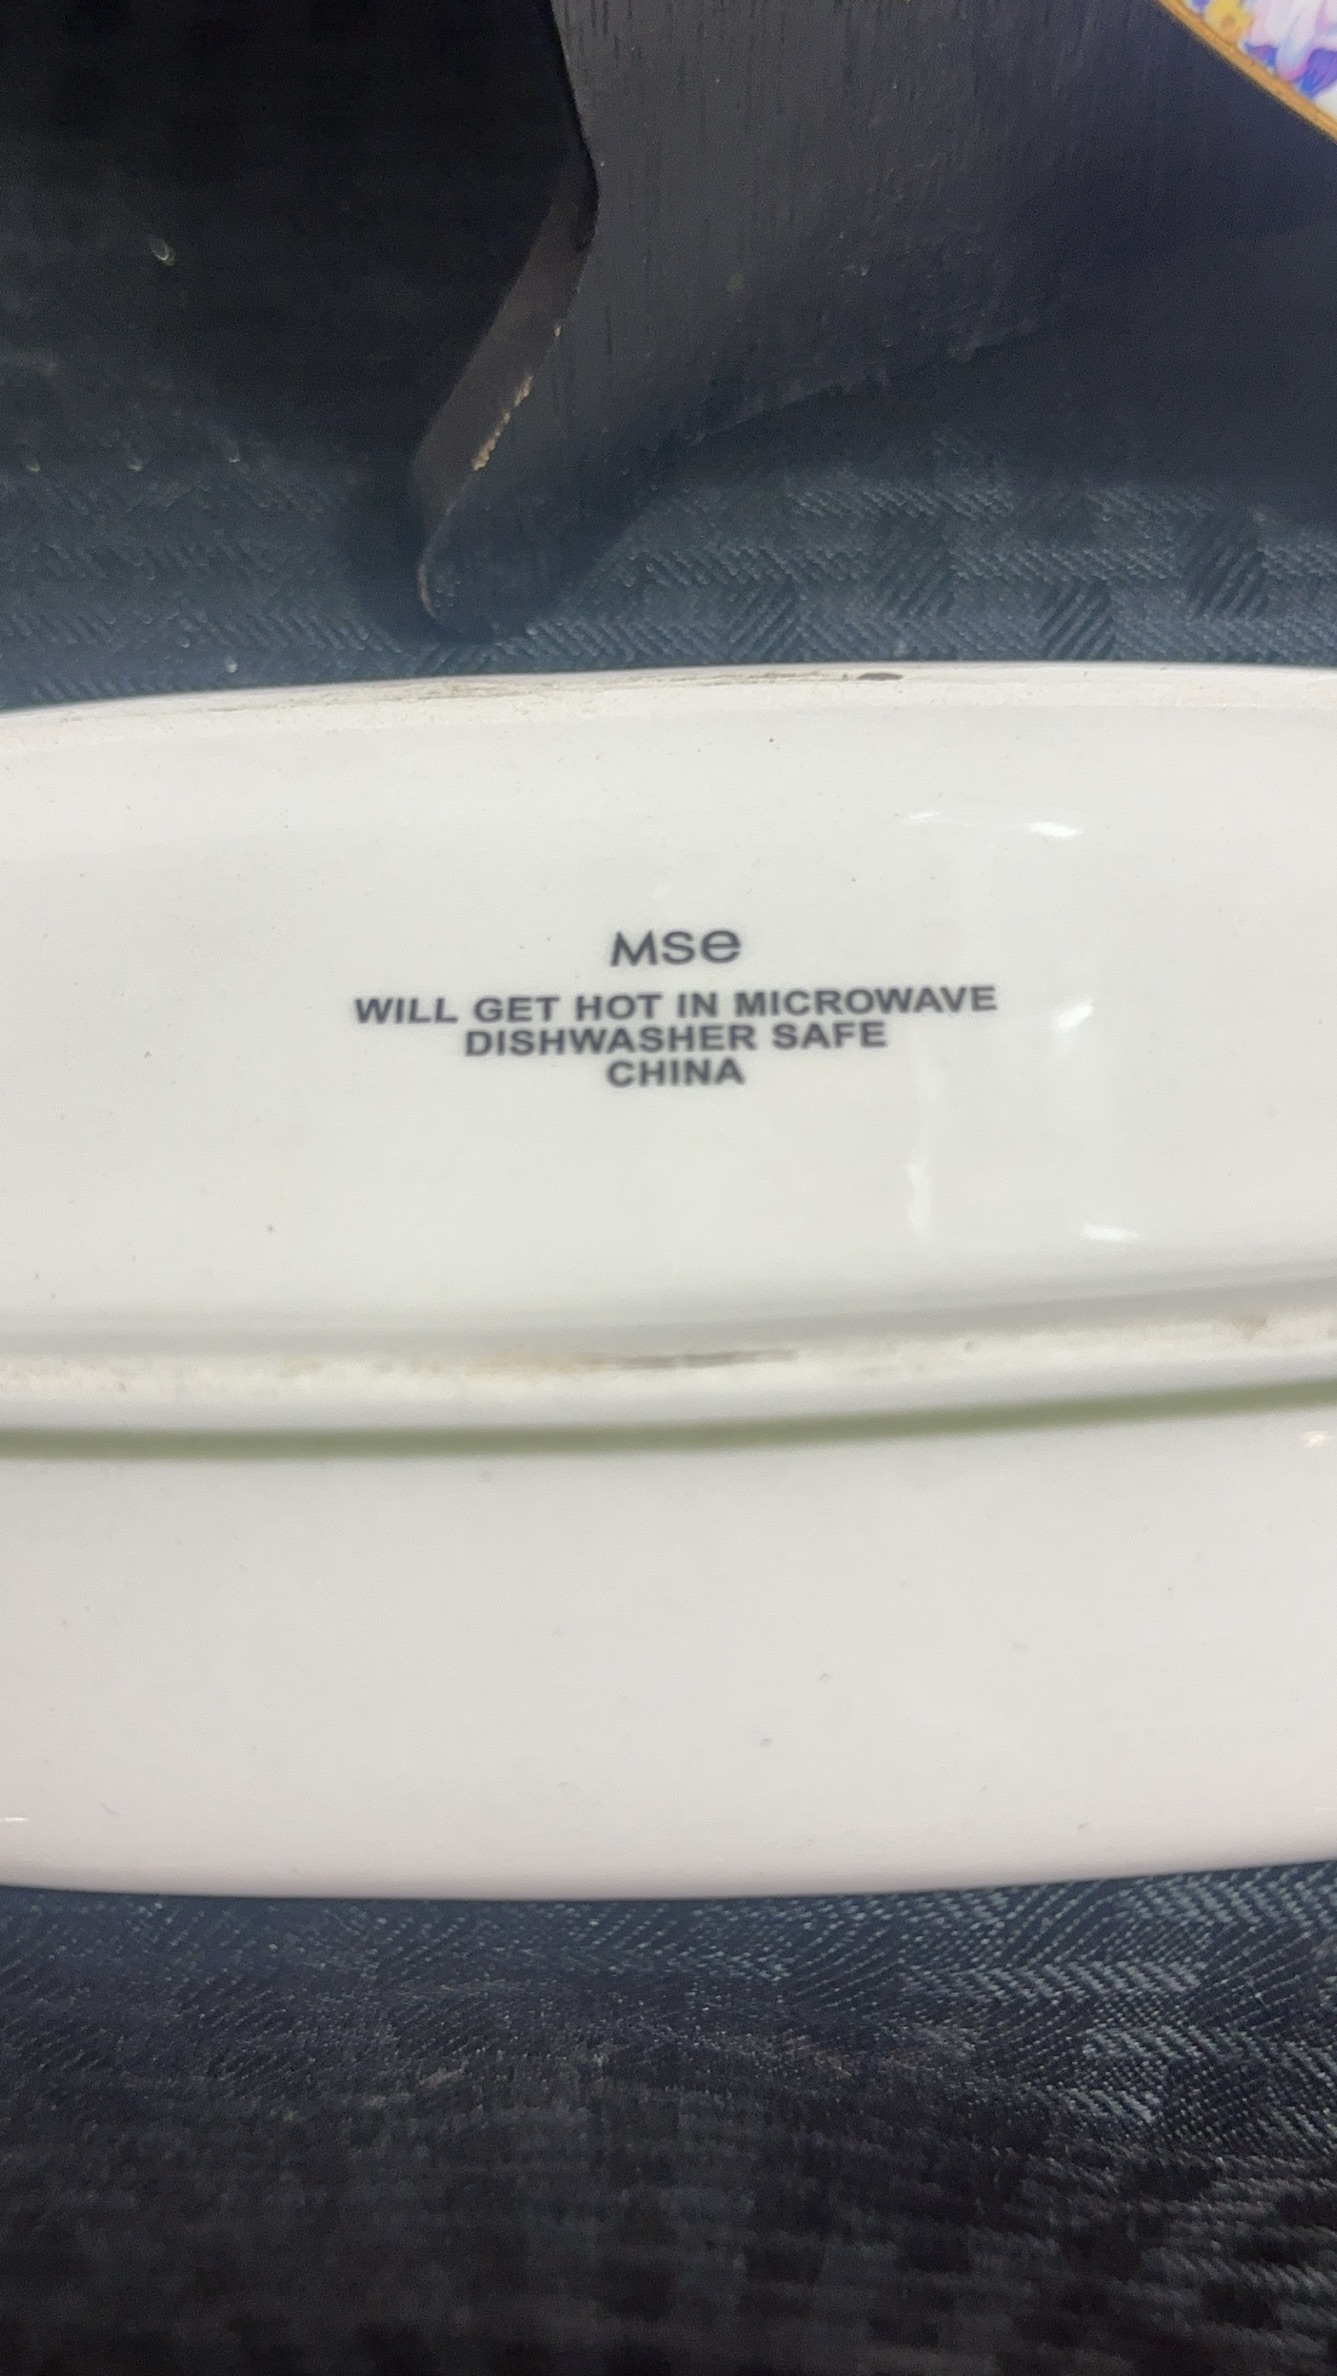 Mse
WILL GET HOT IN MICROWAVE
DISHWASHER SAFE
CHINA